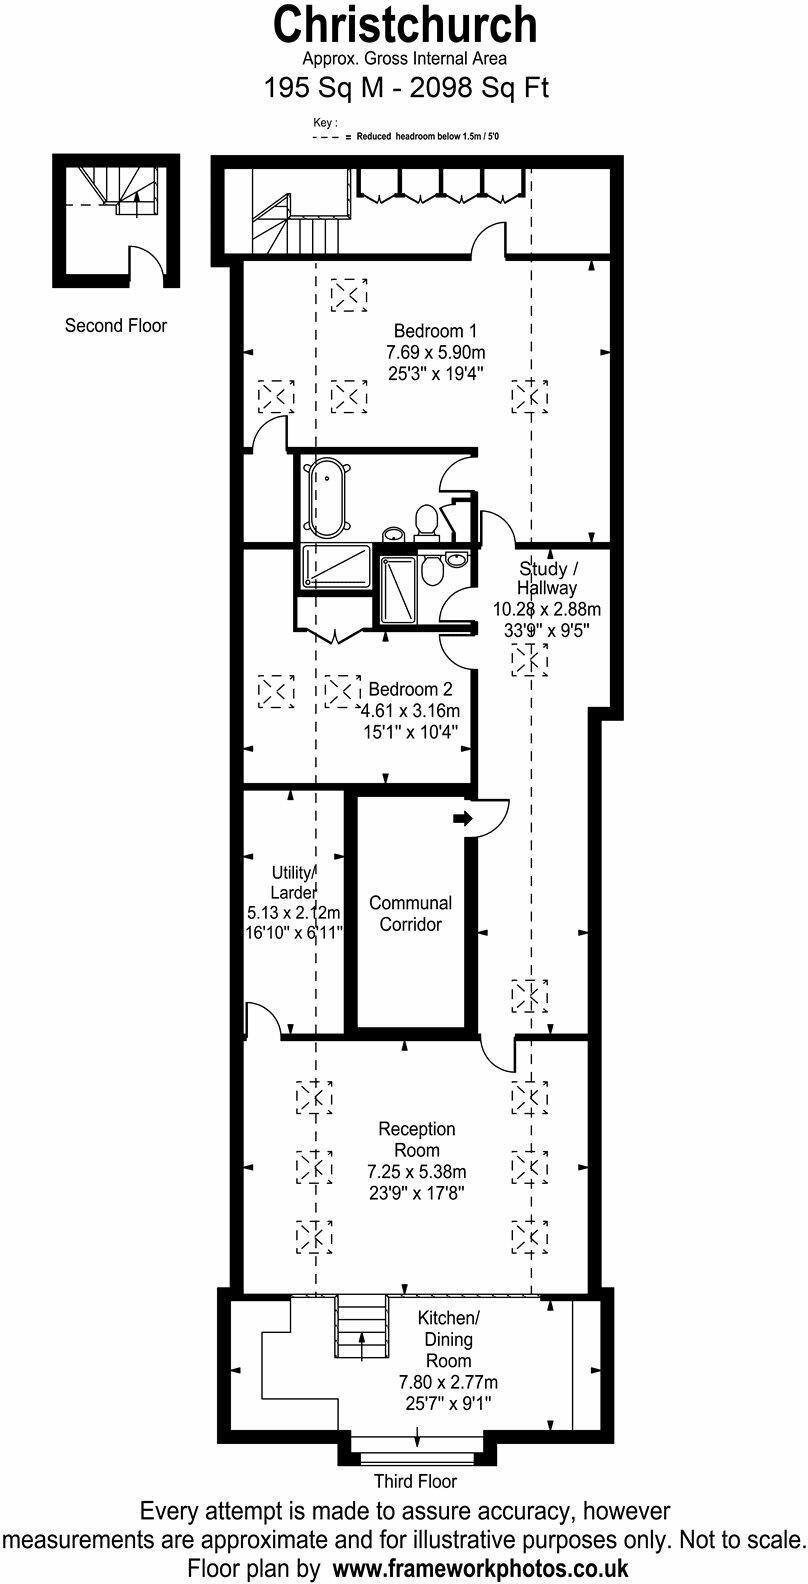 Christchurch
Approx. Gross Internal Area
195 Sq M - 2098 Sq Ft
Key :
= Reduced headroom below 1.5m / 5'0
Second Floor
Bedroom 1
7.69 x 5.90m
25'3" x 19'4"
Study /
Hallway
10.28 x 2.88m
33'9" x 9'5"
Bedroom 2
4.61 x 3.16m
15'1" x 10'4"
Utility/
Larder
5.13 x 2.12m
16'10" x 6'11"
Communal
Corridor
Reception
Room
7.25 x 5.38m
23'9" x 17'8"
Kitchen/
Dining
Room
7.80 x 2.77m
25'7" x 9'1"
Third Floor
Every attempt is made to assure accuracy, however
measurements are approximate and for illustrative purposes only. Not to scale.
Floor plan by www.frameworkphotos.co.uk